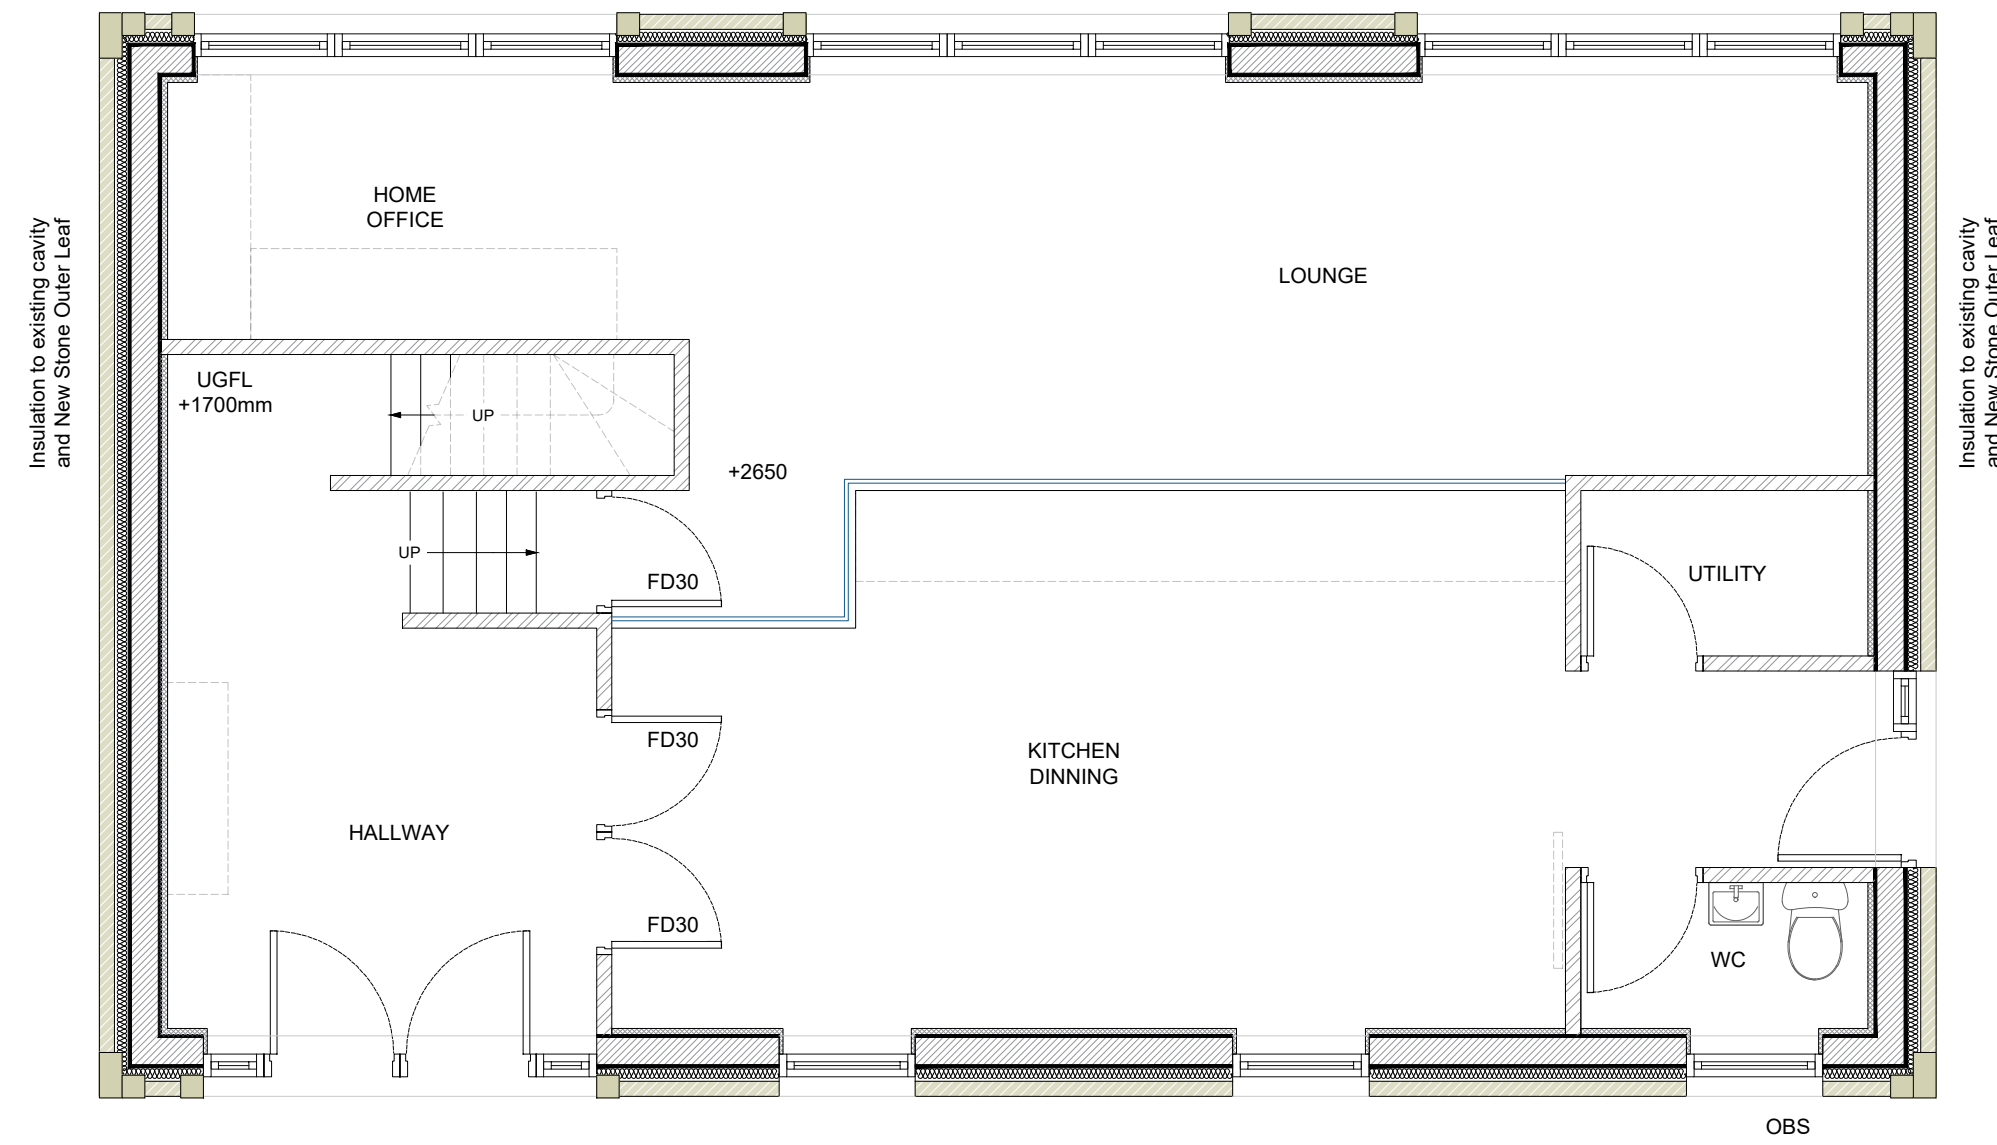 Insulation to existing cavity
and New Stone Outer Leaf
HOME
OFFICE
LOUNGE
UGFL
+1700mm
UP
+2650
UP
FD30
UTILITY
FD30
KITCHEN
DINNING
HALLWAY
FD30
WC
OBS
Insulation to existing cavity
and New Stone Outer Leaf